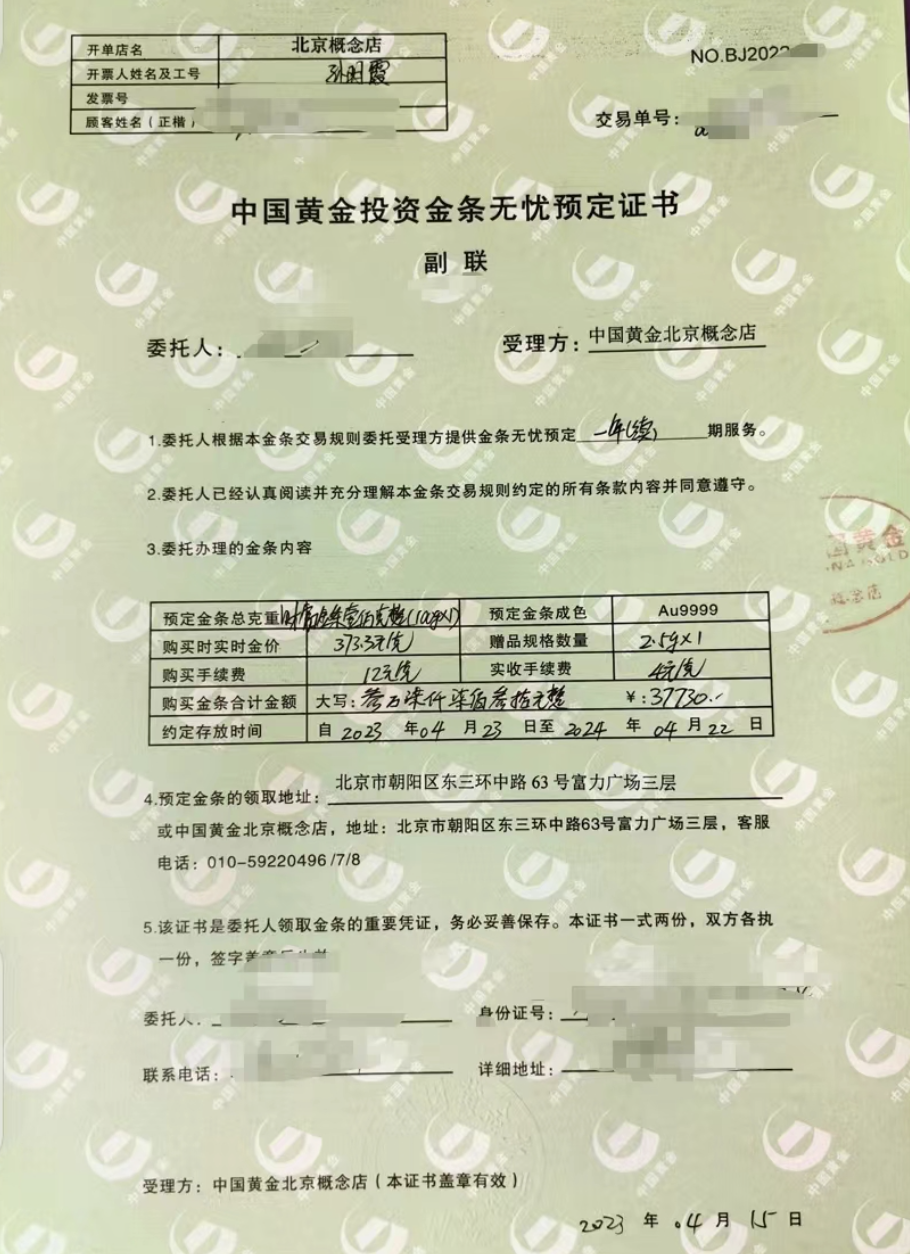 开单店名 北京概念店
开票人姓名及工号
发票号
顾客姓名（正楷）
NO.BJ202
交易单号：
中国黄金投资金条无忧预定证书
副 联
委托人： 受理方：中国黄金北京概念店
1.委托人根据本金条交易规则委托受理方提供金条无忧预定 一年(续) 期服务。
2.委托人已经认真阅读并充分理解本金条交易规则约定的所有条款内容并同意遵守。
3.委托办理的金条内容
预定金条总克重 财富金条壹佰克整(100g×1) 预定金条成色 Au9999
购买时实时金价 373.3元/克 赠品规格数量 2.5g×1
购买手续费 12元/克 实收手续费 4元/克
购买金条合计金额 大写：叁万柒仟柒佰叁拾元整 ￥:37730.-
约定存放时间 自 2023 年 04 月 23 日至 2024 年 04 月 22 日
4.预定金条的领取地址：北京市朝阳区东三环中路 63 号富力广场三层
或中国黄金北京概念店，地址：北京市朝阳区东三环中路63号富力广场三层，客服
电话：010-59220496 /7/8
5.该证书是委托人领取金条的重要凭证，务必妥善保存。本证书一式两份，双方各执
一份，签字
委托人： 身份证号：
联系电话： 详细地址：
受理方：中国黄金北京概念店（本证书盖章有效）
2023 年 04 月 15 日
国黄金
NA GOLD
概念店
中国黄金